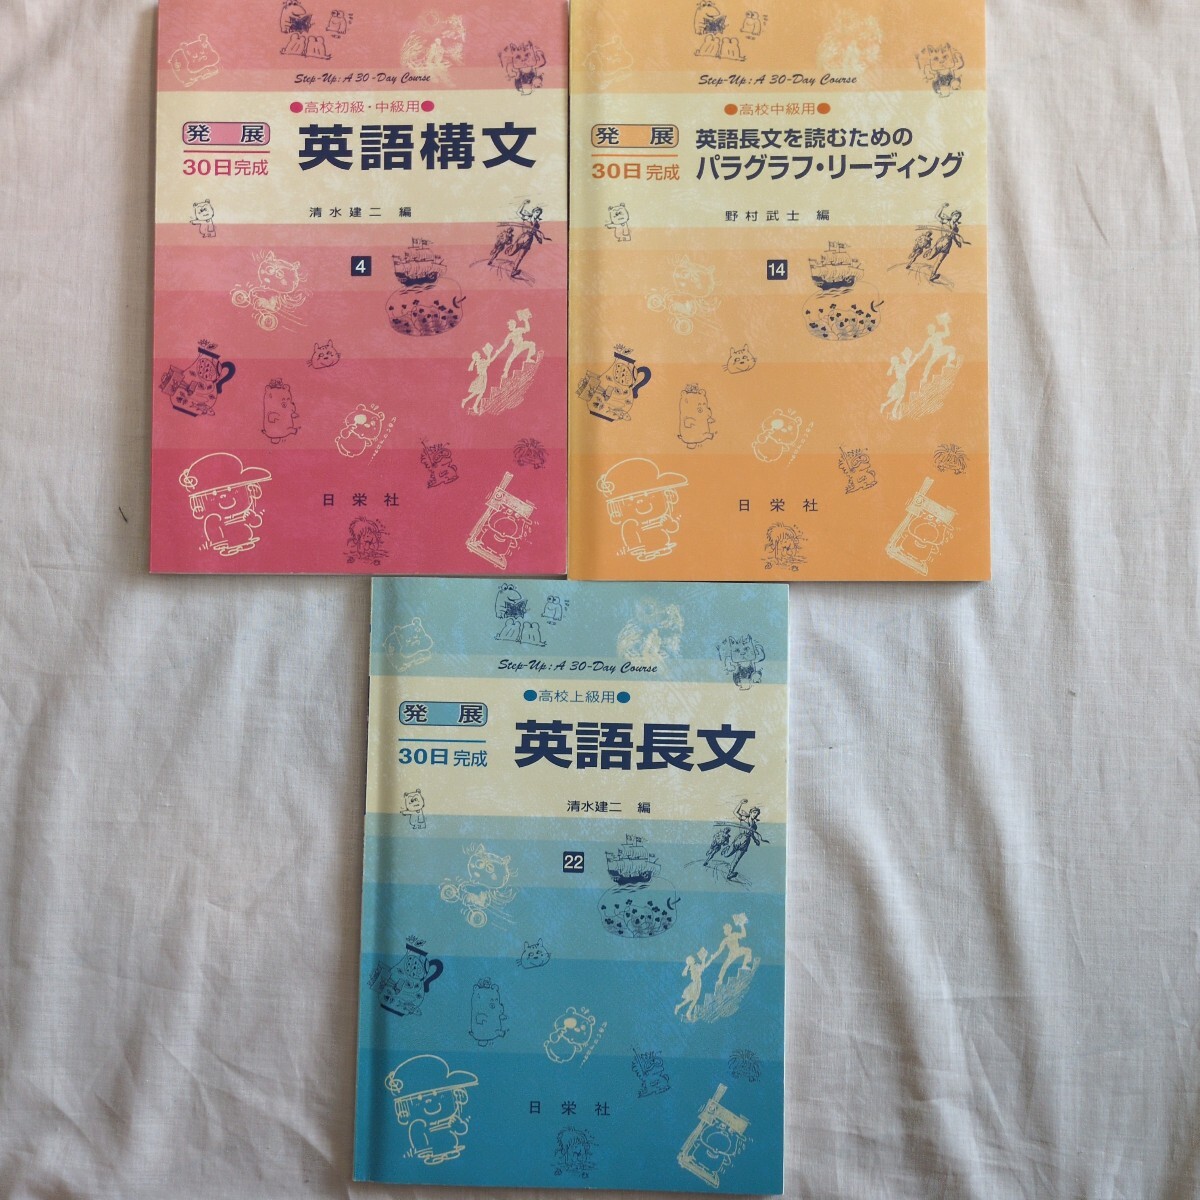 Step-Up: A 30-Day Course
●高校初級・中級用●
発展
30日完成
英語構文
清水建二 編
4
日栄社
Step-Up: A 30-Day Course
●高校中級用●
発展
30日完成
英語長文を読むための
パラグラフ・リーディング
野村武士 編
14
日栄社
Step-Up: A 30-Day Course
●高校上級用●
発展
30日完成
英語長文
清水建二 編
22
日栄社